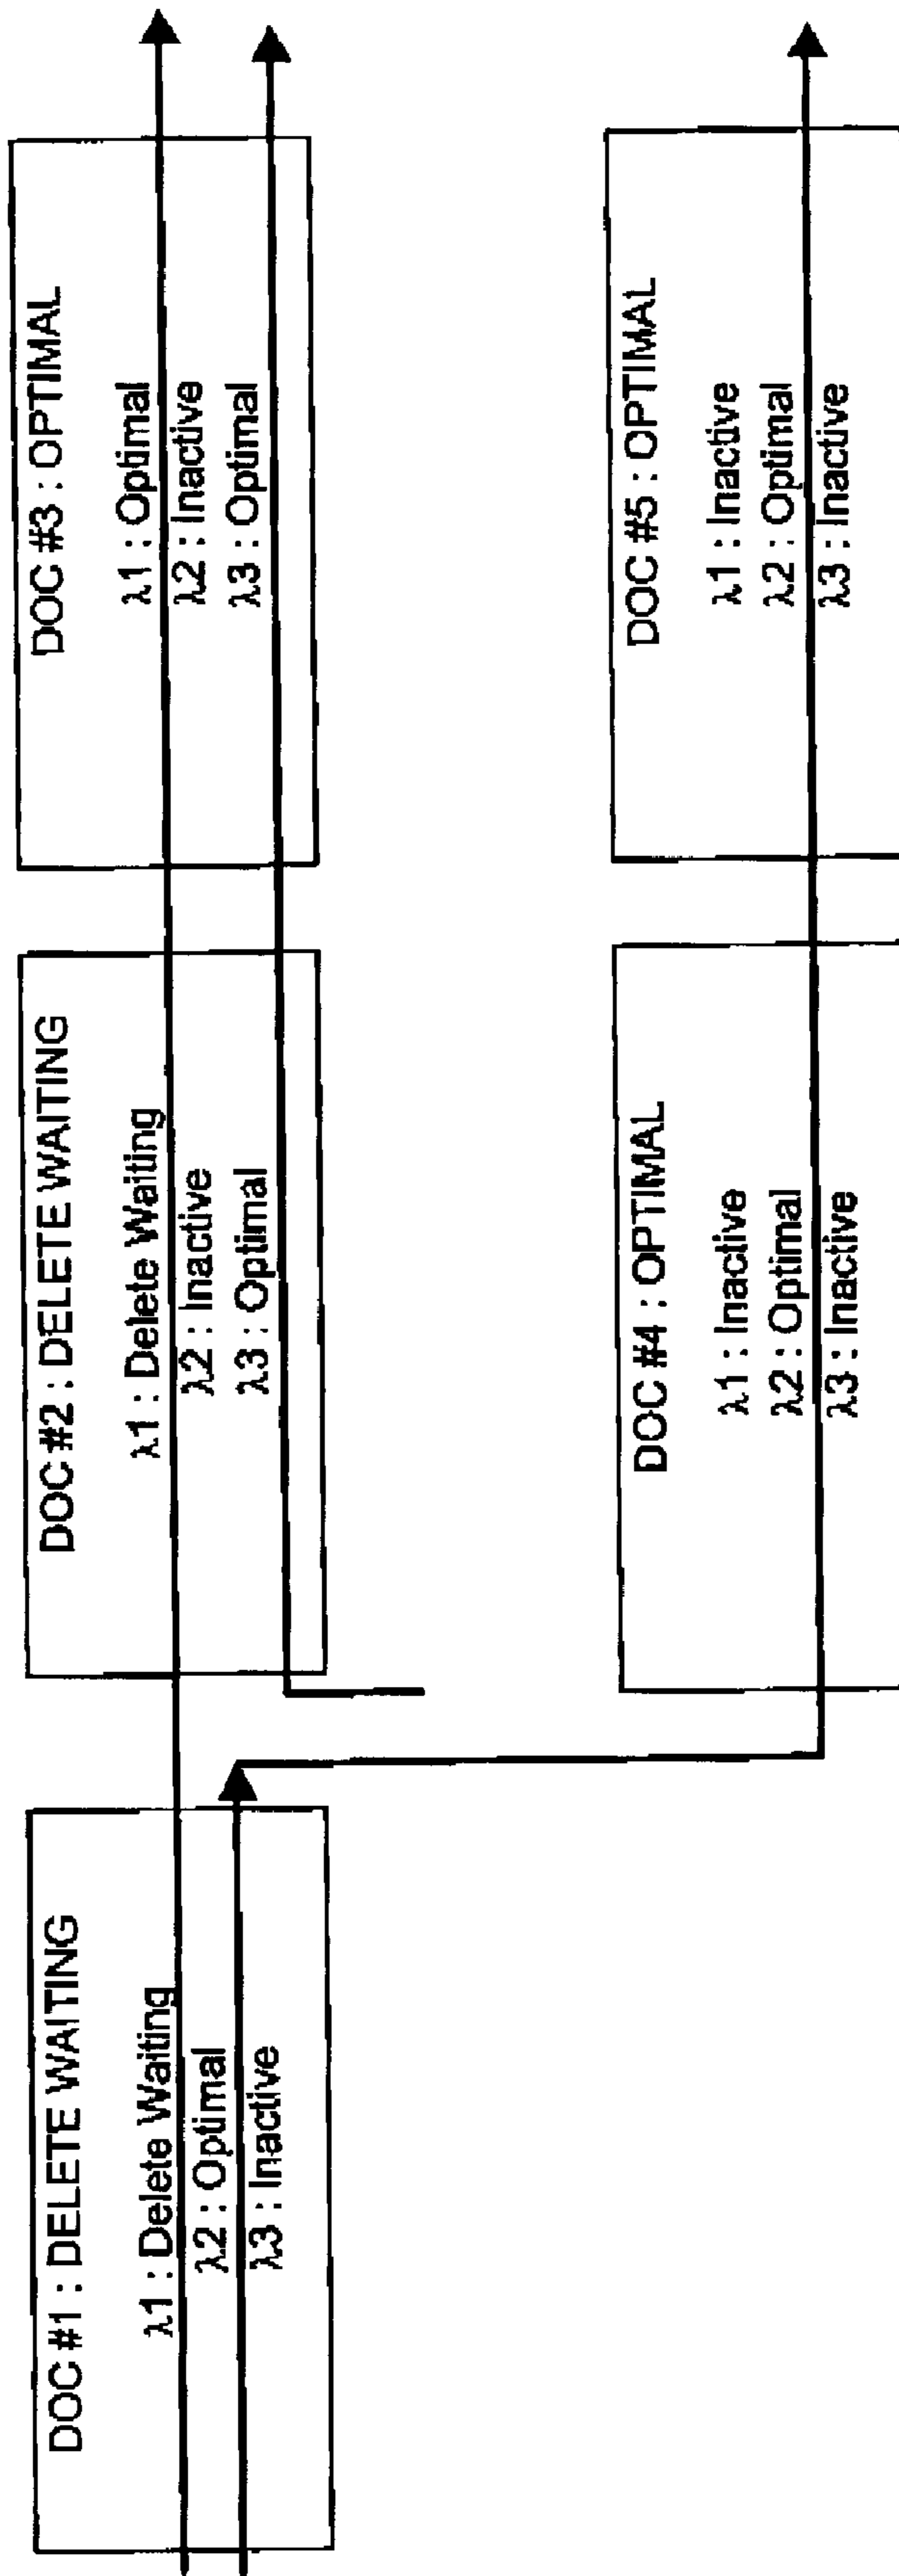 DOC #1 : DELETE WAITING
λ1 : Delete Waiting
λ2 : Optimal
λ3 : Inactive
DOC #2 : DELETE WAITING
λ1 : Delete Waiting
λ2 : Inactive
λ3 : Optimal
DOC #3 : OPTIMAL
λ1 : Optimal
λ2 : Inactive
λ3 : Optimal
DOC #4 : OPTIMAL
λ1 : Inactive
λ2 : Optimal
λ3 : Inactive
DOC #5 : OPTIMAL
λ1 : Inactive
λ2 : Optimal
λ3 : Inactive